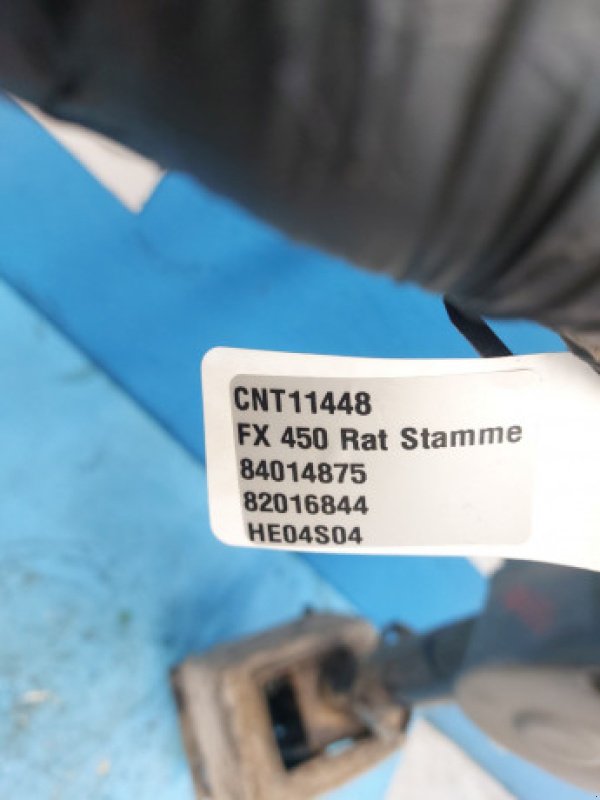 CNT11448
FX 450 Rat Stamme
84014875
82016844
HE04S04